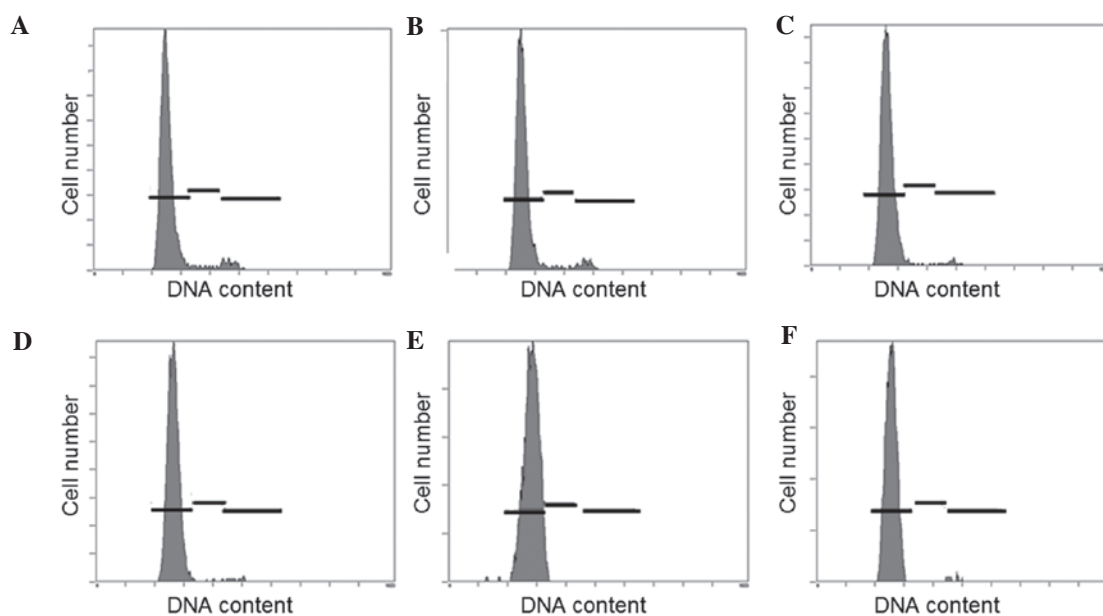 A
Cell number
DNA content
B
Cell number
DNA content
C
Cell number
DNA content
D
Cell number
DNA content
E
Cell number
DNA content
F
Cell number
DNA content